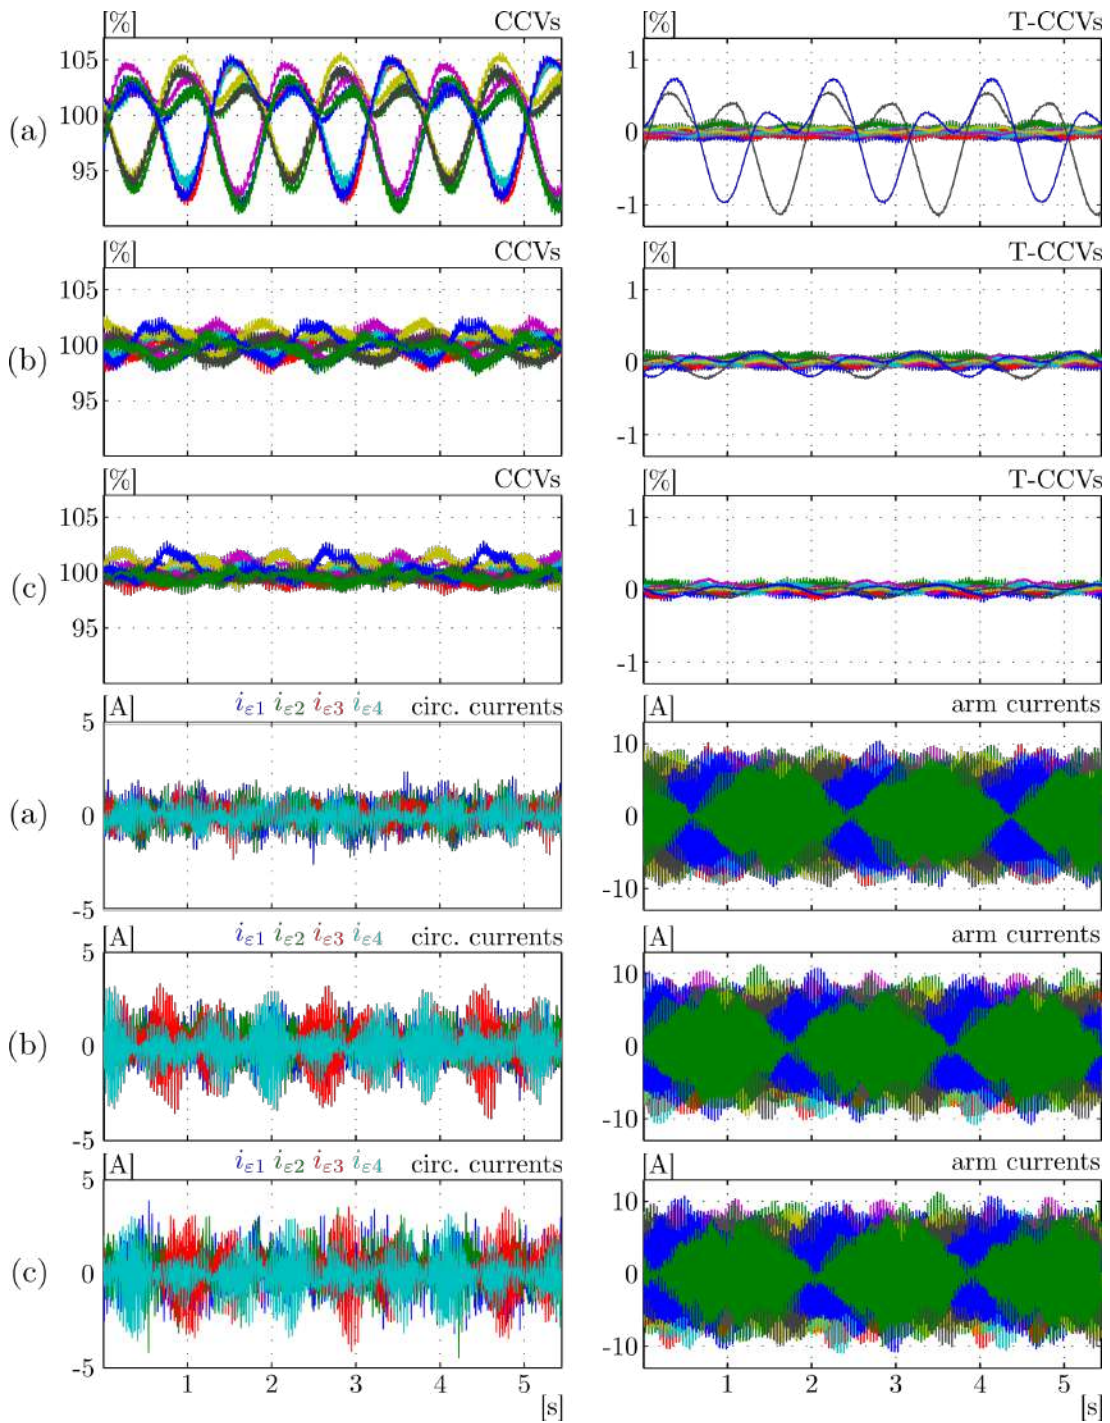 [%] CCVs [%] T-CCVs
105 1
(a) 100 0
95 -1
[%] CCVs [%] T-CCVs
105 1
(b) 100 0
95 -1
[%] CCVs [%] T-CCVs
105 1
(c) 100 0
95 -1
[A] iε1 iε2 iε3 iε4 circ. currents [A] arm currents
5 10
(a) 0 0
-5 -10
[A] iε1 iε2 iε3 iε4 circ. currents [A] arm currents
5 10
(b) 0 0
-5 -10
[A] iε1 iε2 iε3 iε4 circ. currents [A] arm currents
5 10
(c) 0 0
-5 -10
1 2 3 4 5 1 2 3 4 5
[s] [s]